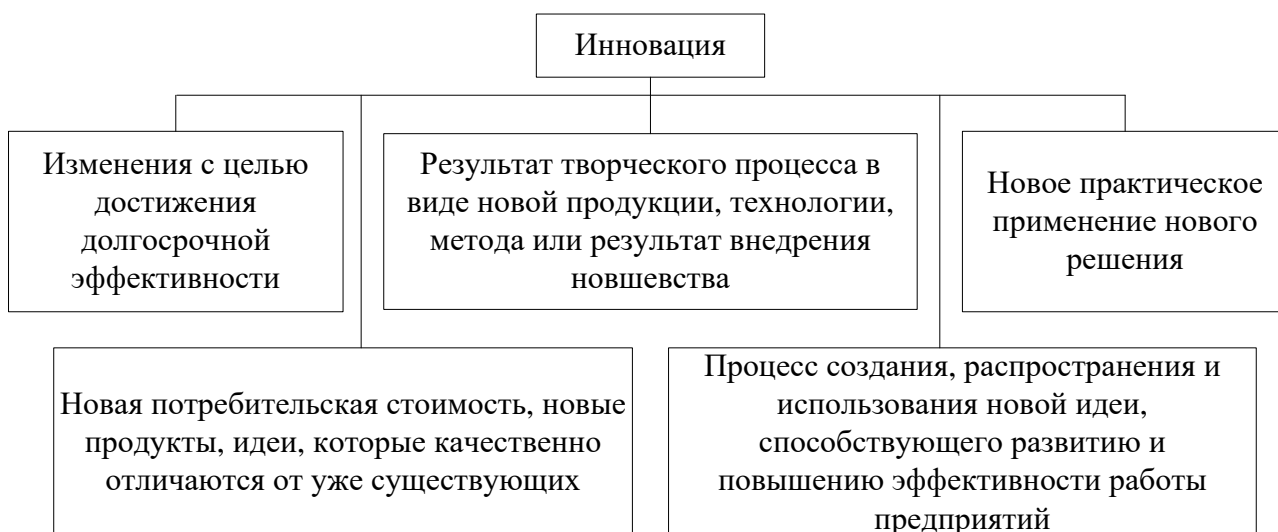 Инновация
Изменения с целью
достижения
долгосрочной
эффективности
Результат творческого процесса в
виде новой продукции, технологии,
метода или результат внедрения
новшевства
Новое практическое
применение нового
решения
Новая потребительская стоимость, новые
продукты, идеи, которые качественно
отличаются от уже существующих
Процесс создания, распространения и
использования новой идеи,
способствующего развитию и
повышению эффективности работы
предприятий